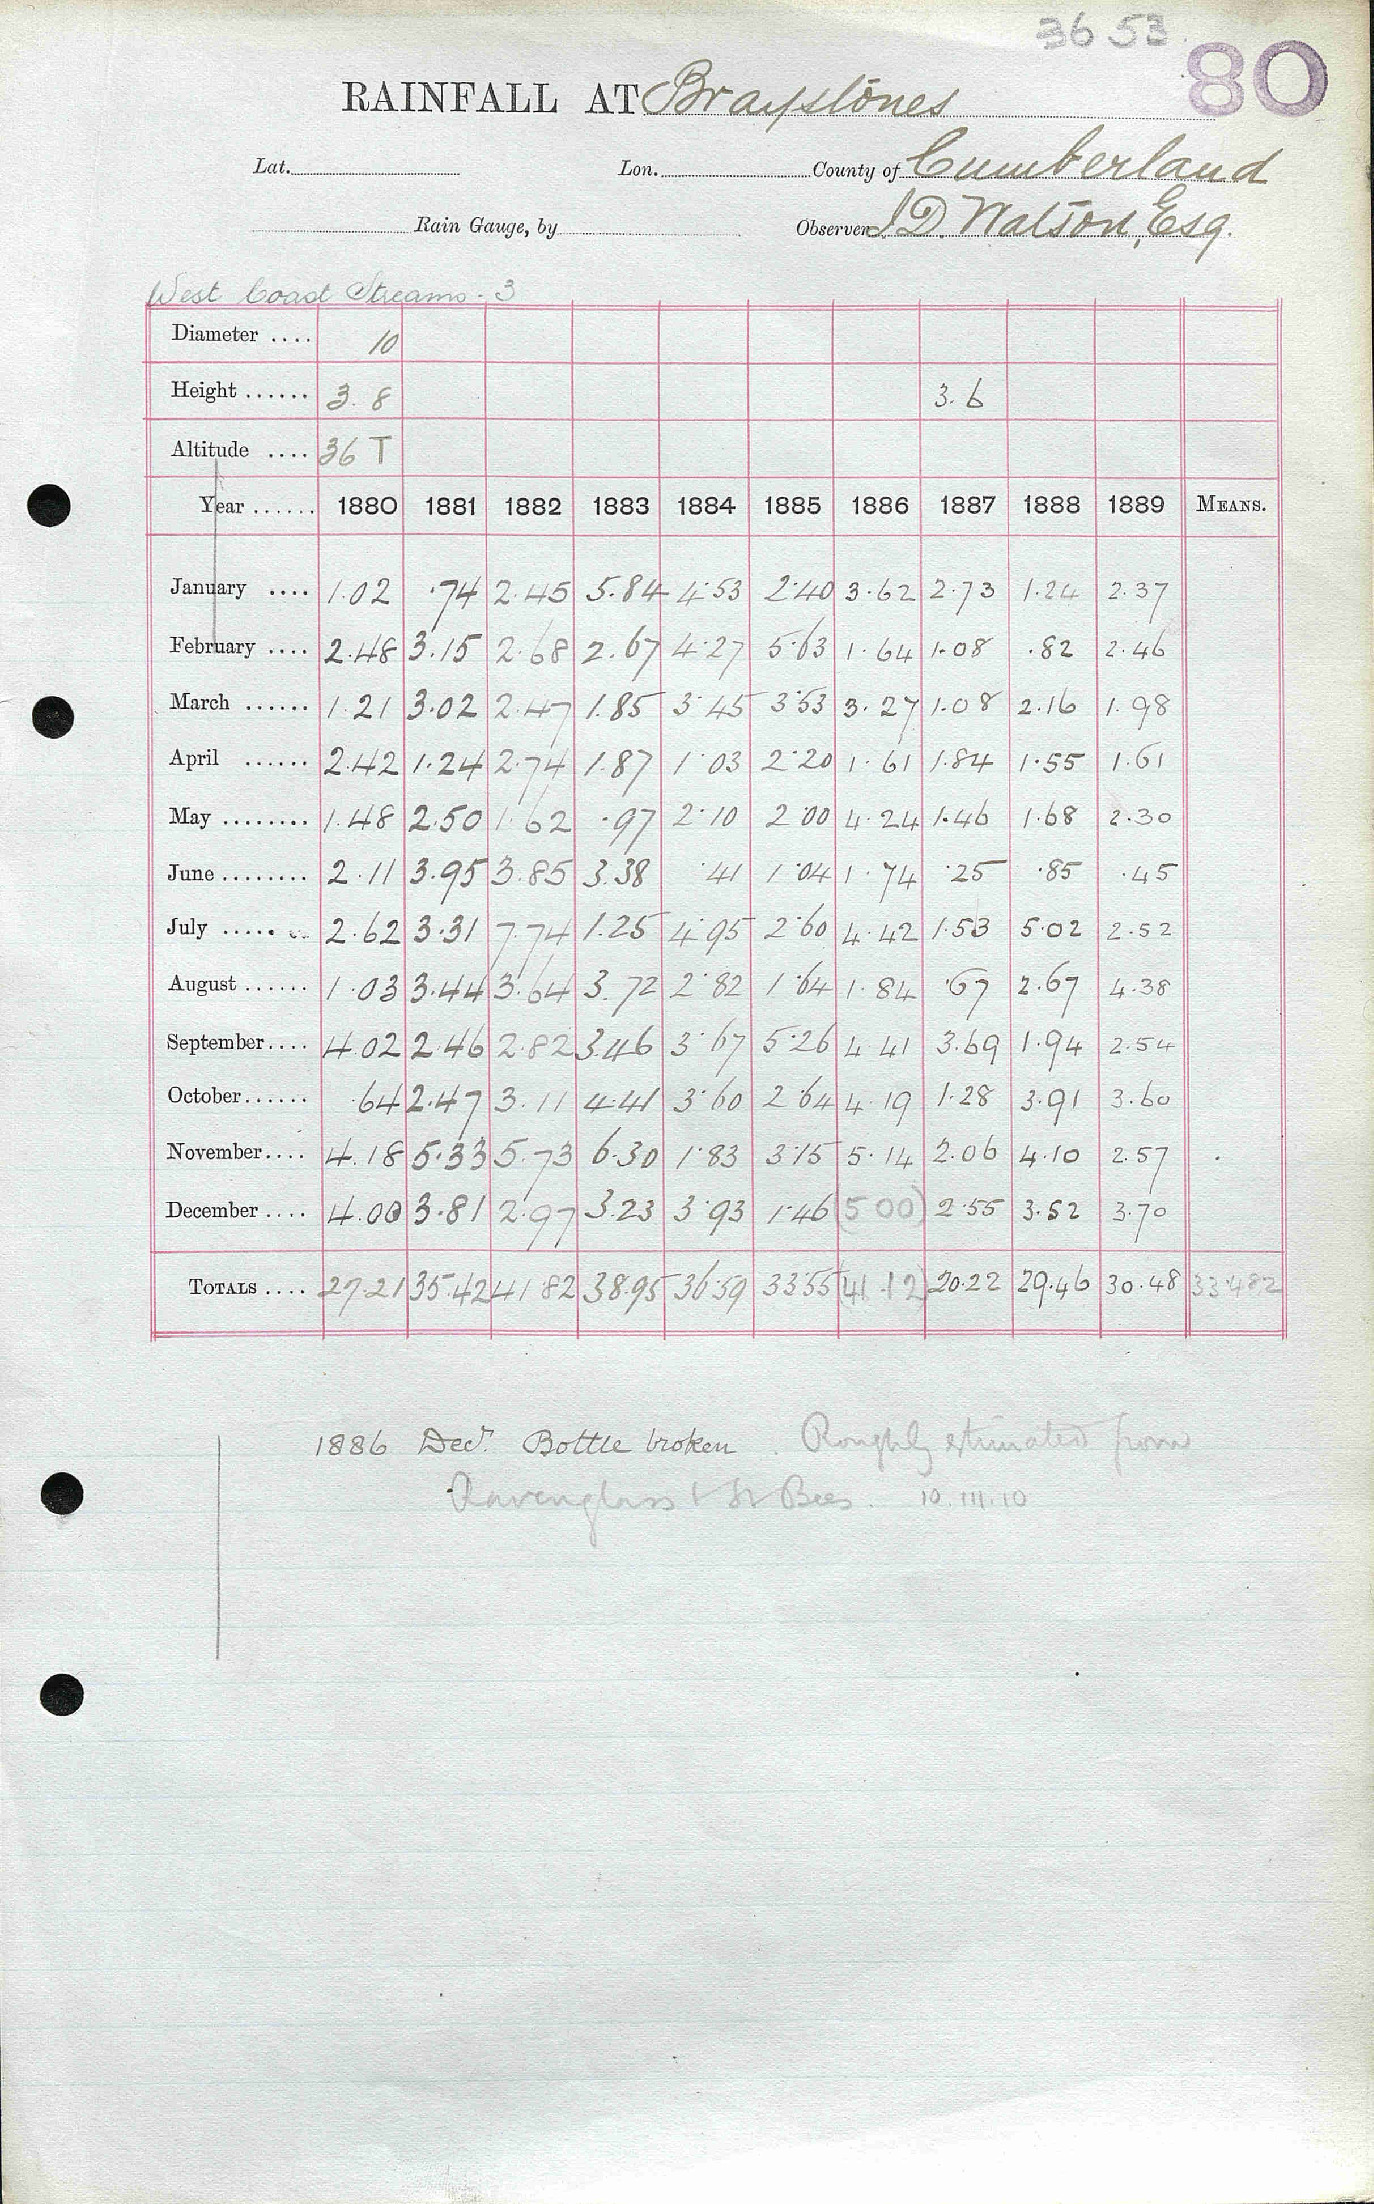 3653
80
RAINFALL AT Braystones
Lat. Lon. County of Cumberland
Rain Gauge, by Observer J D. Watson, Esq.
West Coast Streams - 3
Diameter .... 10
Height ...... 3.8 3.6
Altitude .... 36 T
Year ...... 1880 1881 1882 1883 1884 1885 1886 1887 1888 1889 MEANS.
January .... 1.02 .74 2.45 5.84 4.53 2.40 3.62 2.73 1.24 2.37
February .... 2.48 3.15 2.68 2.67 4.27 5.63 1.64 1.08 .82 2.46
March ...... 1.21 3.02 2.47 1.85 3.45 3.53 3.27 1.08 2.16 1.98
April ...... 2.42 1.24 2.74 1.87 1.03 2.20 1.61 1.84 1.55 1.61
May ........ 1.48 2.50 1.62 .97 2.10 2.00 4.24 1.46 1.68 2.30
June ........ 2.11 3.95 3.85 3.38 .41 1.04 1.74 .25 .85 .45
July ..... 2.62 3.31 7.74 1.25 4.95 2.60 4.42 1.53 5.02 2.52
August ...... 1.03 3.44 3.64 3.72 2.82 1.64 1.84 .67 2.67 4.38
September.... 4.02 2.46 2.82 3.46 3.67 5.26 4.41 3.69 1.94 2.54
October...... .64 2.47 3.11 4.41 3.60 2.64 4.19 1.28 3.91 3.60
November.... 4.18 5.33 5.73 6.30 1.83 3.15 5.14 2.06 4.10 2.57
December .... 4.00 3.81 2.97 3.23 3.93 1.46 (5 00) 2.55 3.52 3.70
TOTALS .... 27.21 35.42 41.82 38.95 36.59 33.55 (41.12) 20.22 29.46 30.48 33.482
1886 Decr. Bottle broken. Roughly estimated from
Ravenglass & St Bees. 10.III.10